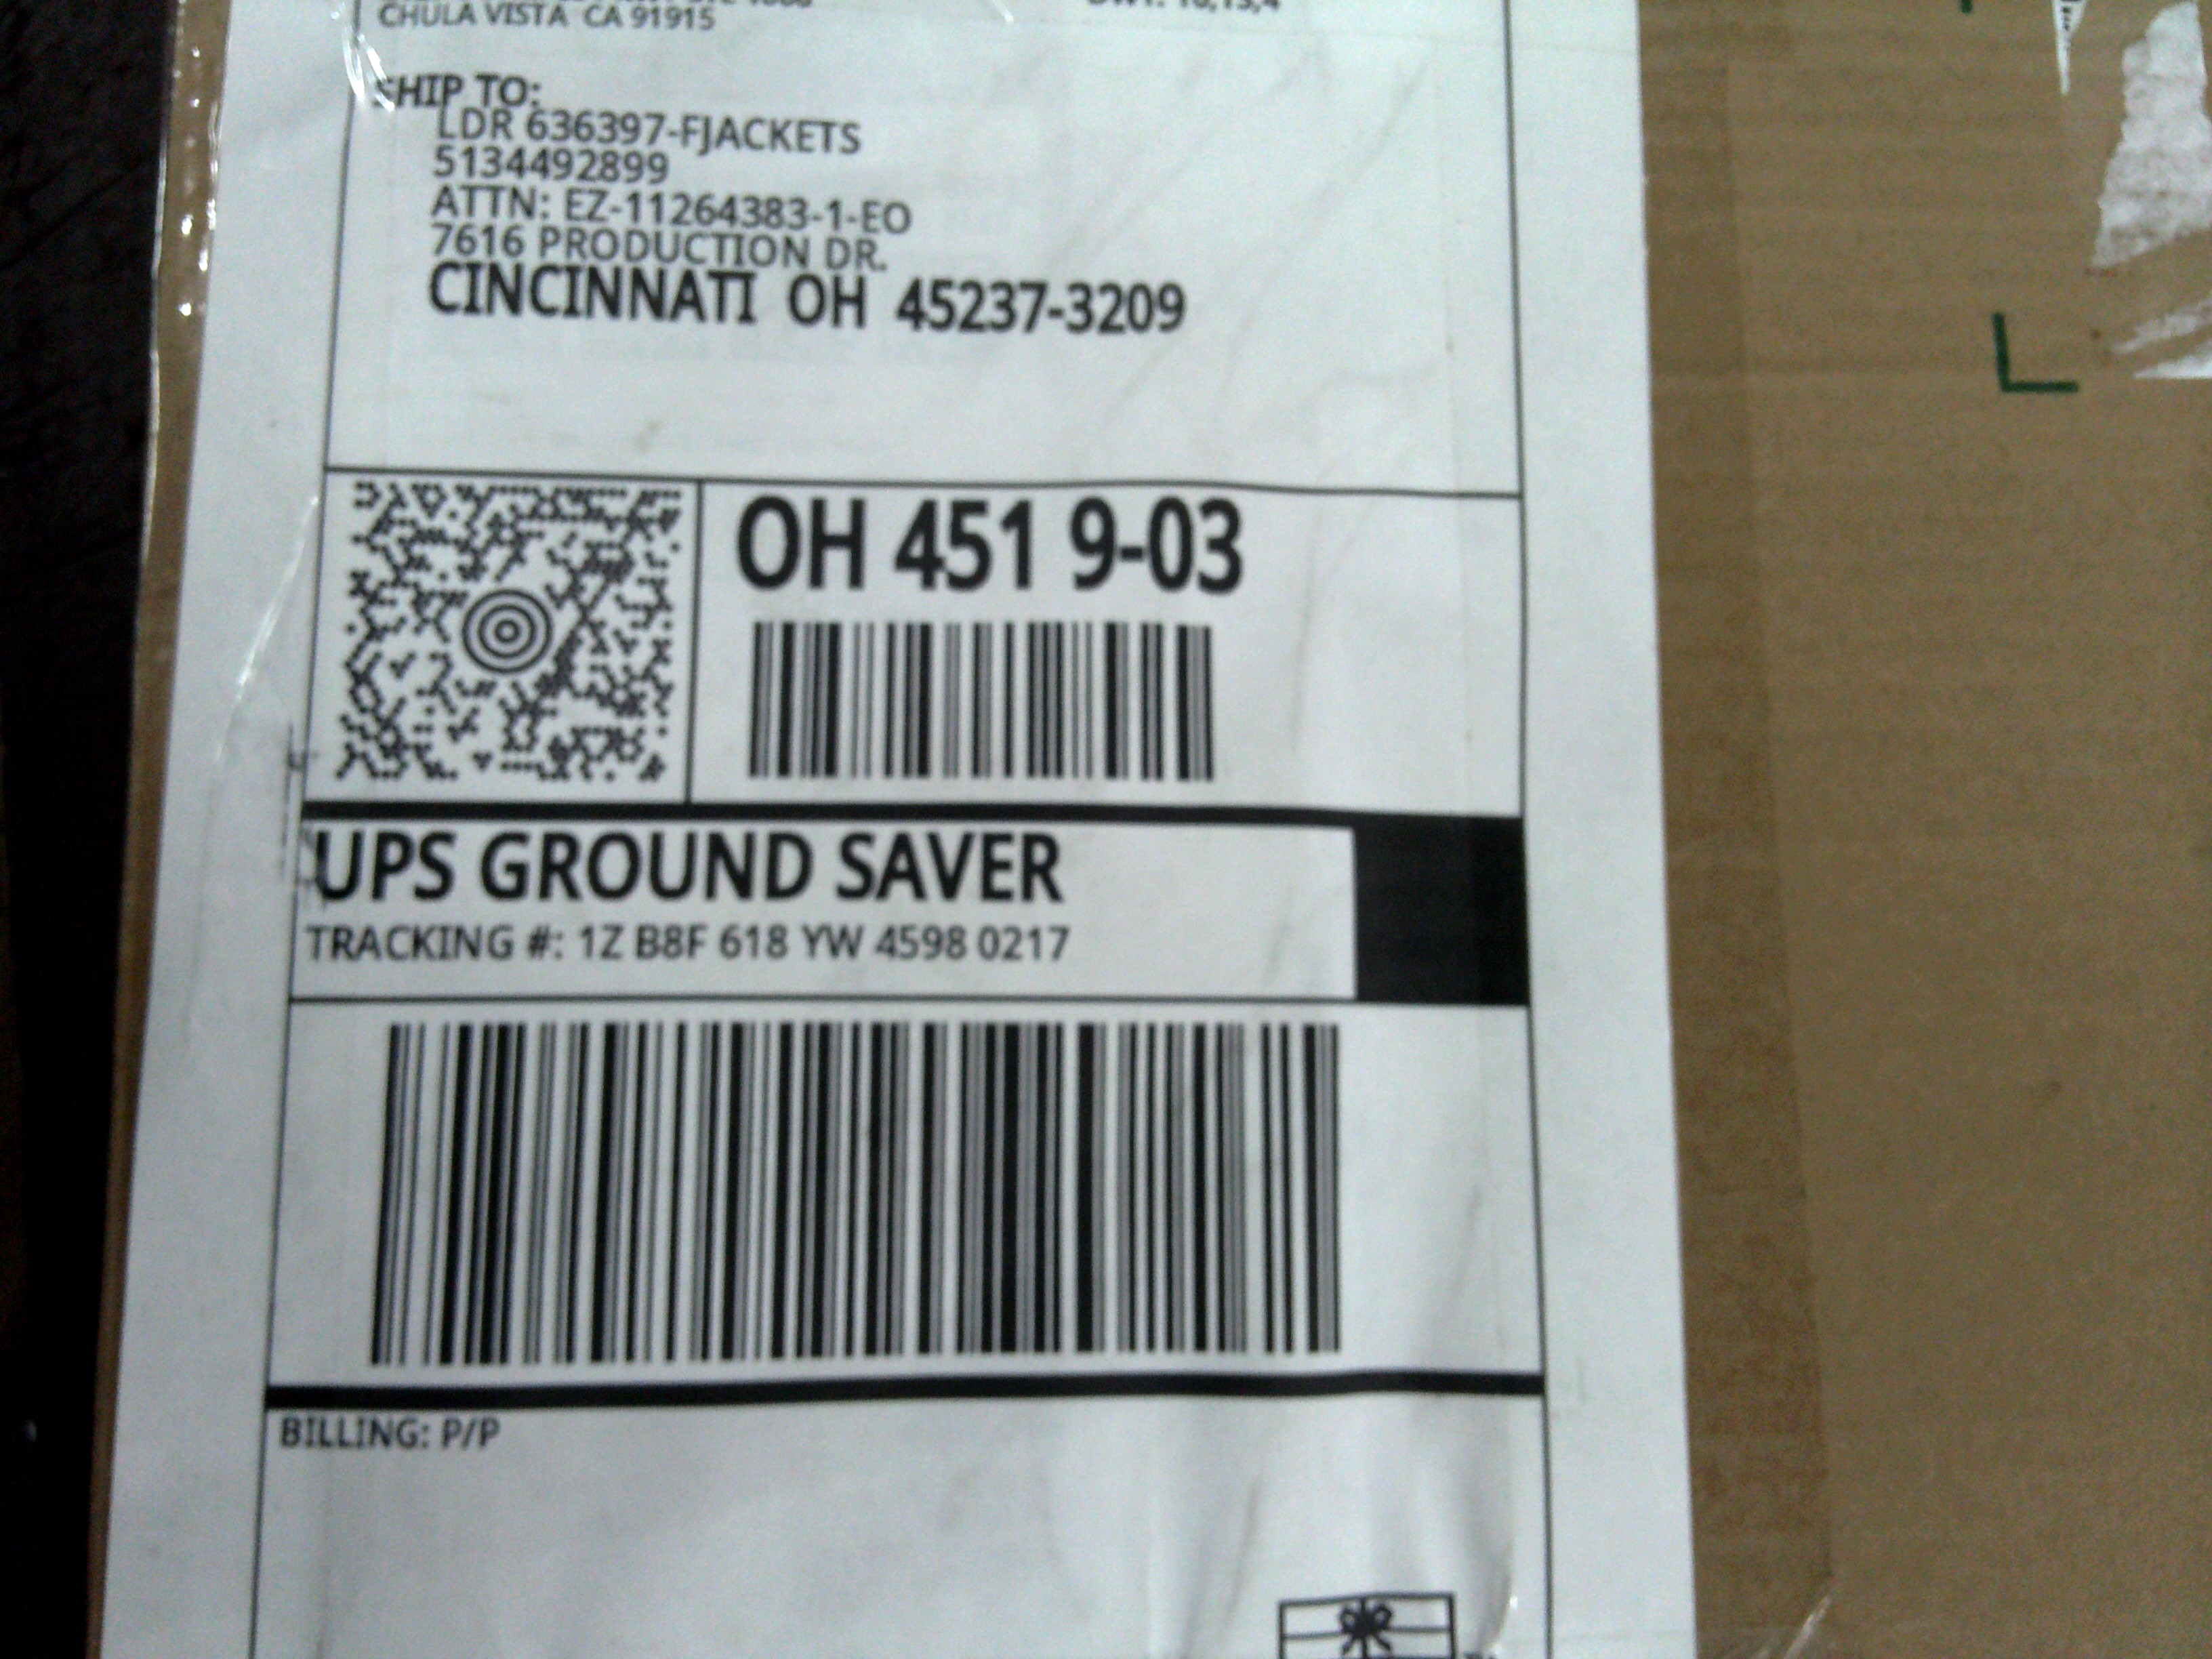 CHULA VISTA CA 91915
SHIP TO:
LDR 636397-FJACKETS
5134492899
ATTN: EZ-11264383-1-EO
7616 PRODUCTION DR.
CINCINNATI OH 45237-3209
OH 451 9-03
UPS GROUND SAVER
TRACKING #: 1Z B8F 618 YW 4598 0217
BILLING: P/P